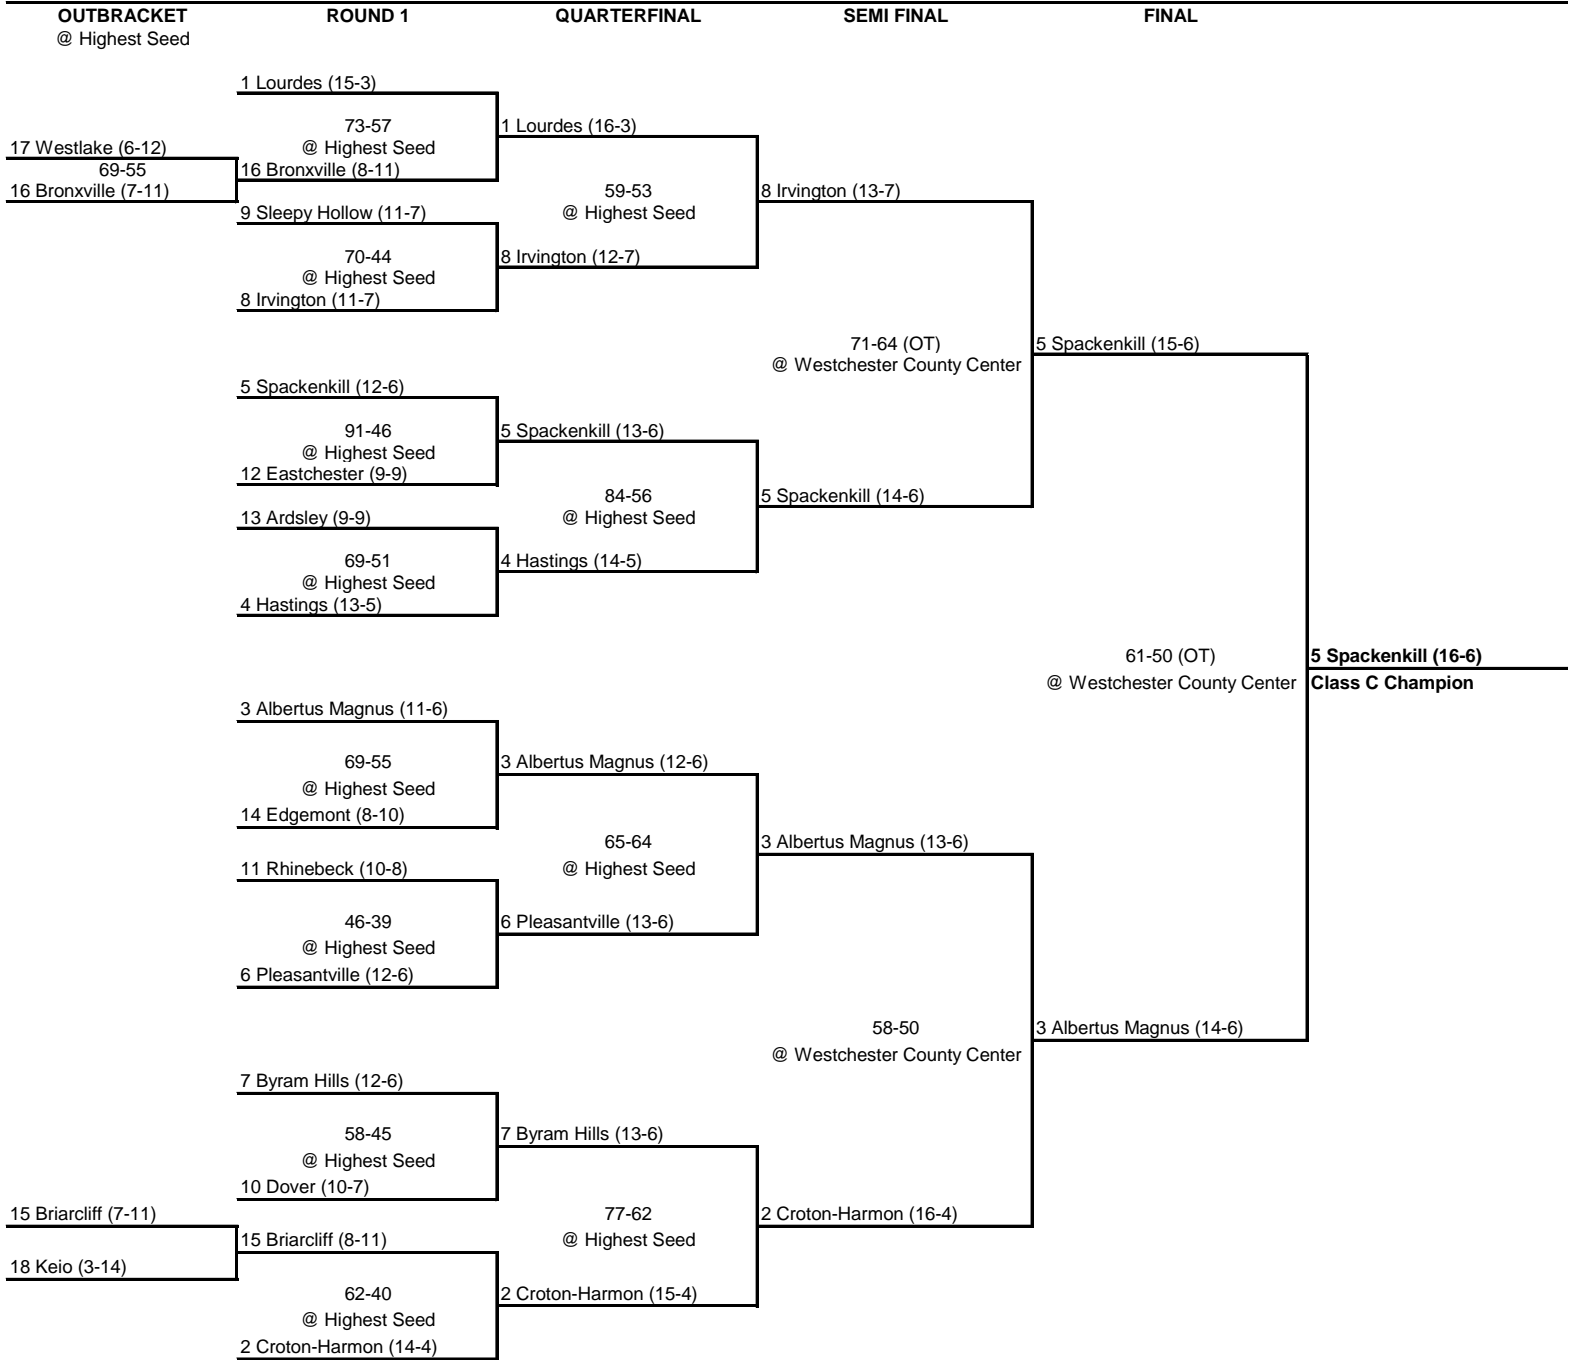 OUTBRACKET
@ Highest Seed
ROUND 1
QUARTERFINAL
SEMI FINAL
FINAL
1 Lourdes (15-3)
73-57
@ Highest Seed
1 Lourdes (16-3)
17 Westlake (6-12)
69-55
16 Bronxville (7-11)
16 Bronxville (8-11)
59-53
@ Highest Seed
8 Irvington (13-7)
9 Sleepy Hollow (11-7)
70-44
@ Highest Seed
8 Irvington (12-7)
8 Irvington (11-7)
71-64 (OT)
@ Westchester County Center
5 Spackenkill (15-6)
5 Spackenkill (12-6)
91-46
@ Highest Seed
5 Spackenkill (13-6)
12 Eastchester (9-9)
84-56
@ Highest Seed
5 Spackenkill (14-6)
13 Ardsley (9-9)
69-51
@ Highest Seed
4 Hastings (14-5)
4 Hastings (13-5)
61-50 (OT)
@ Westchester County Center
5 Spackenkill (16-6)
Class C Champion
3 Albertus Magnus (11-6)
69-55
@ Highest Seed
3 Albertus Magnus (12-6)
14 Edgemont (8-10)
65-64
@ Highest Seed
3 Albertus Magnus (13-6)
11 Rhinebeck (10-8)
46-39
@ Highest Seed
6 Pleasantville (13-6)
6 Pleasantville (12-6)
58-50
@ Westchester County Center
3 Albertus Magnus (14-6)
7 Byram Hills (12-6)
58-45
@ Highest Seed
7 Byram Hills (13-6)
10 Dover (10-7)
77-62
@ Highest Seed
2 Croton-Harmon (16-4)
15 Briarcliff (7-11)
15 Briarcliff (8-11)
18 Keio (3-14)
62-40
@ Highest Seed
2 Croton-Harmon (15-4)
2 Croton-Harmon (14-4)